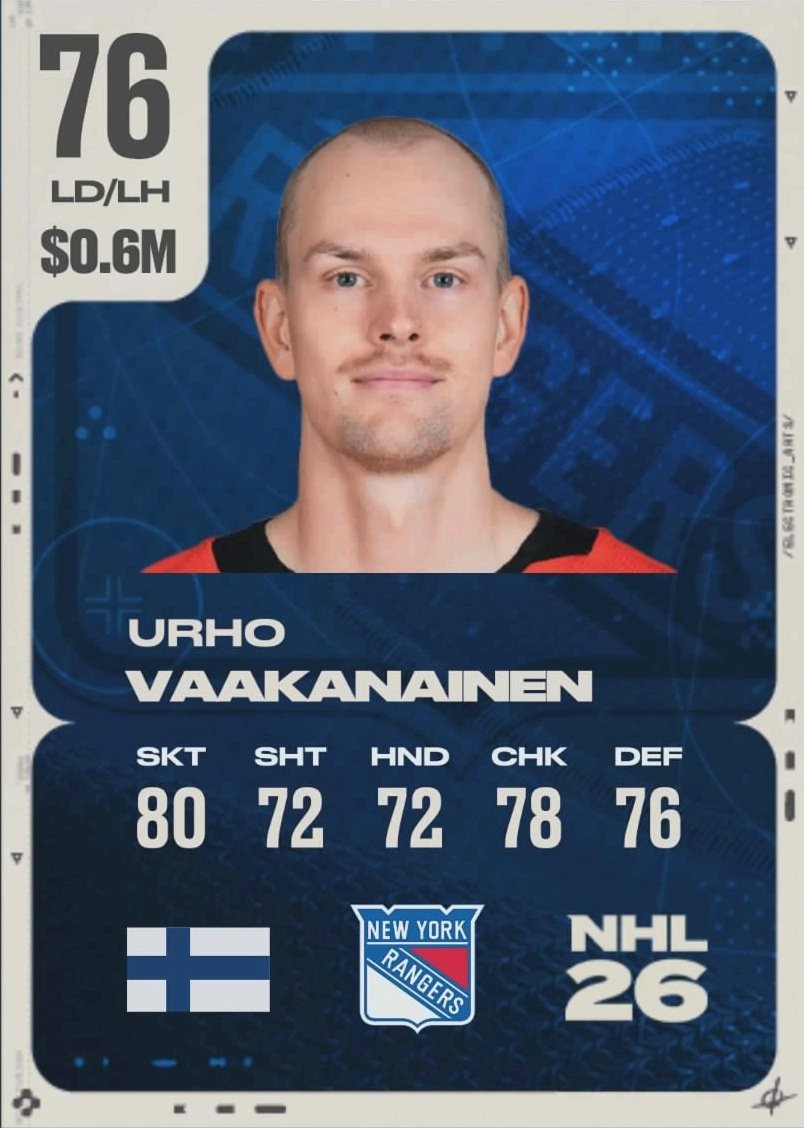 76
LD/LH
$0.6M
/ELECTRONIC_ARTS/
URHO
VAAKANAINEN
SKT SHT HND CHK DEF
80 72 72 78 76
NEW YORK
RANGERS
NHL
26